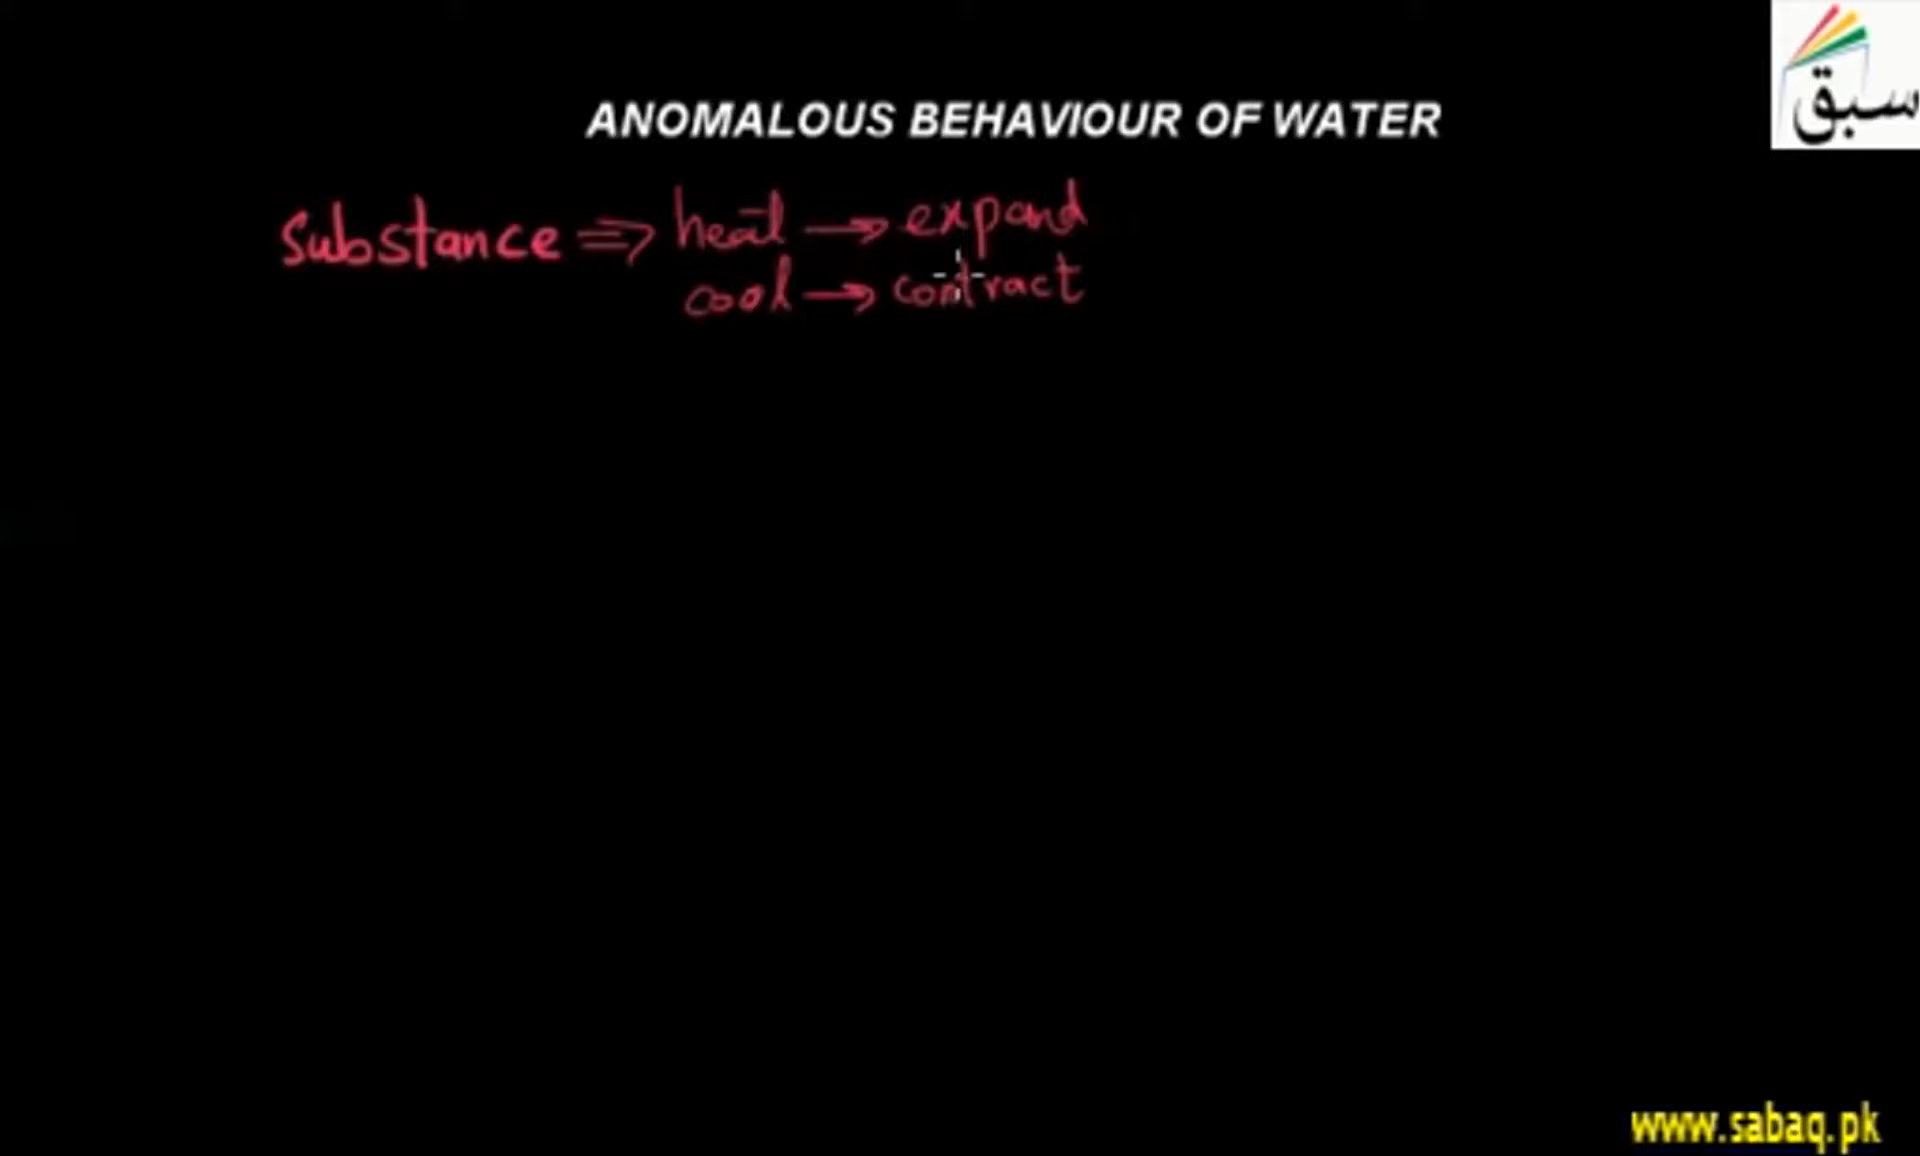 سبق
ANOMALOUS BEHAVIOUR OF WATER
Substance ⇒ heat → expand
cool → contract
www.sabaq.pk